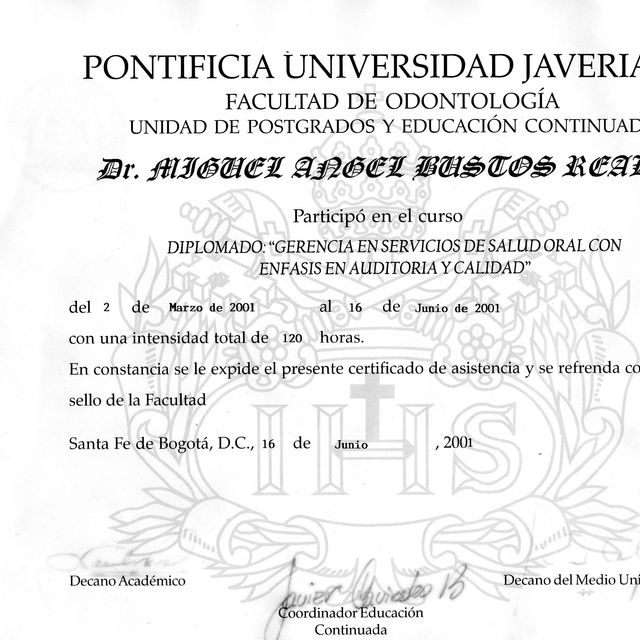 PONTIFICIA UNIVERSIDAD JAVERIA
FACULTAD DE ODONTOLOGÍA
UNIDAD DE POSTGRADOS Y EDUCACIÓN CONTINUAD
Dr. MIGUEL ANGEL BUSTOS REAL
Participó en el curso
DIPLOMADO: "GERENCIA EN SERVICIOS DE SALUD ORAL CON
ENFASIS EN AUDITORIA Y CALIDAD"
del 2 de Marzo de 2001 al 16 de Junio de 2001
con una intensidad total de 120 horas.
En constancia se le expide el presente certificado de asistencia y se refrenda co
sello de la Facultad
IHS
Santa Fe de Bogotá, D.C., 16 de Junio , 2001
Decano Académico
Decano del Medio Uni
Javier
Coordinador Educación
Continuada